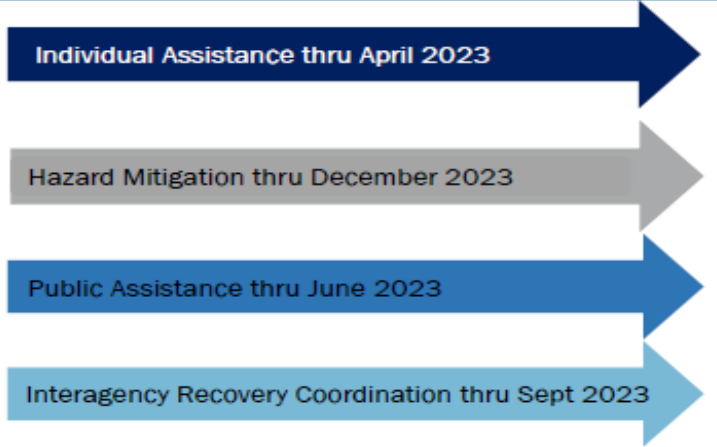 Individual Assistance thru April 2023
Hazard Mitigation thru December 2023
Public Assistance thru June 2023
Interagency Recovery Coordination thru Sept 2023